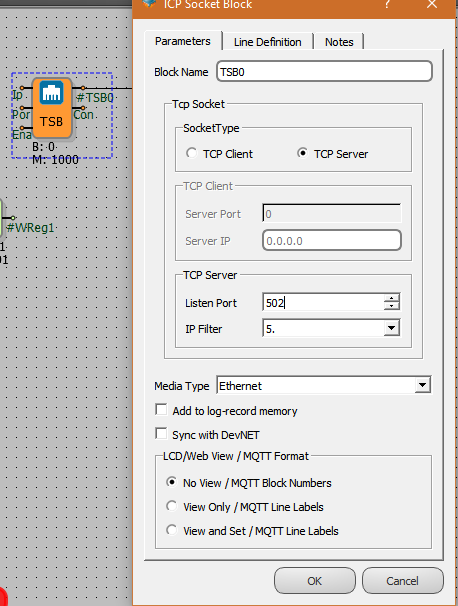 TCP Socket Block
?
Parameters
Line Definition
Notes
Block Name
TSB0
Tcp Socket
SocketType
TCP Client
TCP Server
TCP Client
Server Port
0
Server IP
0.0.0.0
TCP Server
Listen Port
502
IP Filter
5.
Media Type
Ethernet
Add to log-record memory
Sync with DevNET
LCD/Web View / MQTT Format
No View / MQTT Block Numbers
View Only / MQTT Line Labels
View and Set / MQTT Line Labels
OK
Cancel
Ip
#TSB0
Por
Con
Ena
TSB
B: 0
M: 1000
#WReg1